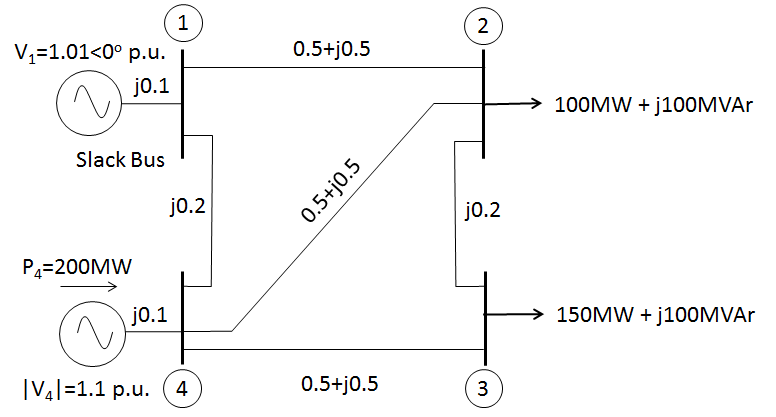 1
2
V₁=1.01<0° p.u.
0.5+j0.5
j0.1
100MW + j100MVAr
Slack Bus
j0.2
0.5+j0.5
j0.2
P₄=200MW
j0.1
150MW + j100MVAr
|V₄|=1.1 p.u.
4
0.5+j0.5
3